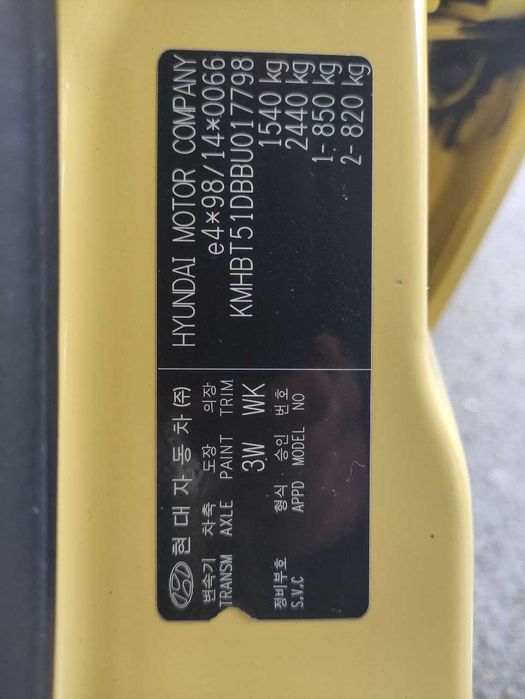 현대자동차(주)
변속기 차축 도장 의장
TRANSM AXLE PAINT TRIM
3W WK
형식·승인 번호
APPD MODEL NO
정비부호
S.V.C
HYUNDAI MOTOR COMPANY
e4*98/14*0066
KMHBT51DBBU017798
1540 kg
2440 kg
1- 850 kg
2- 820 kg